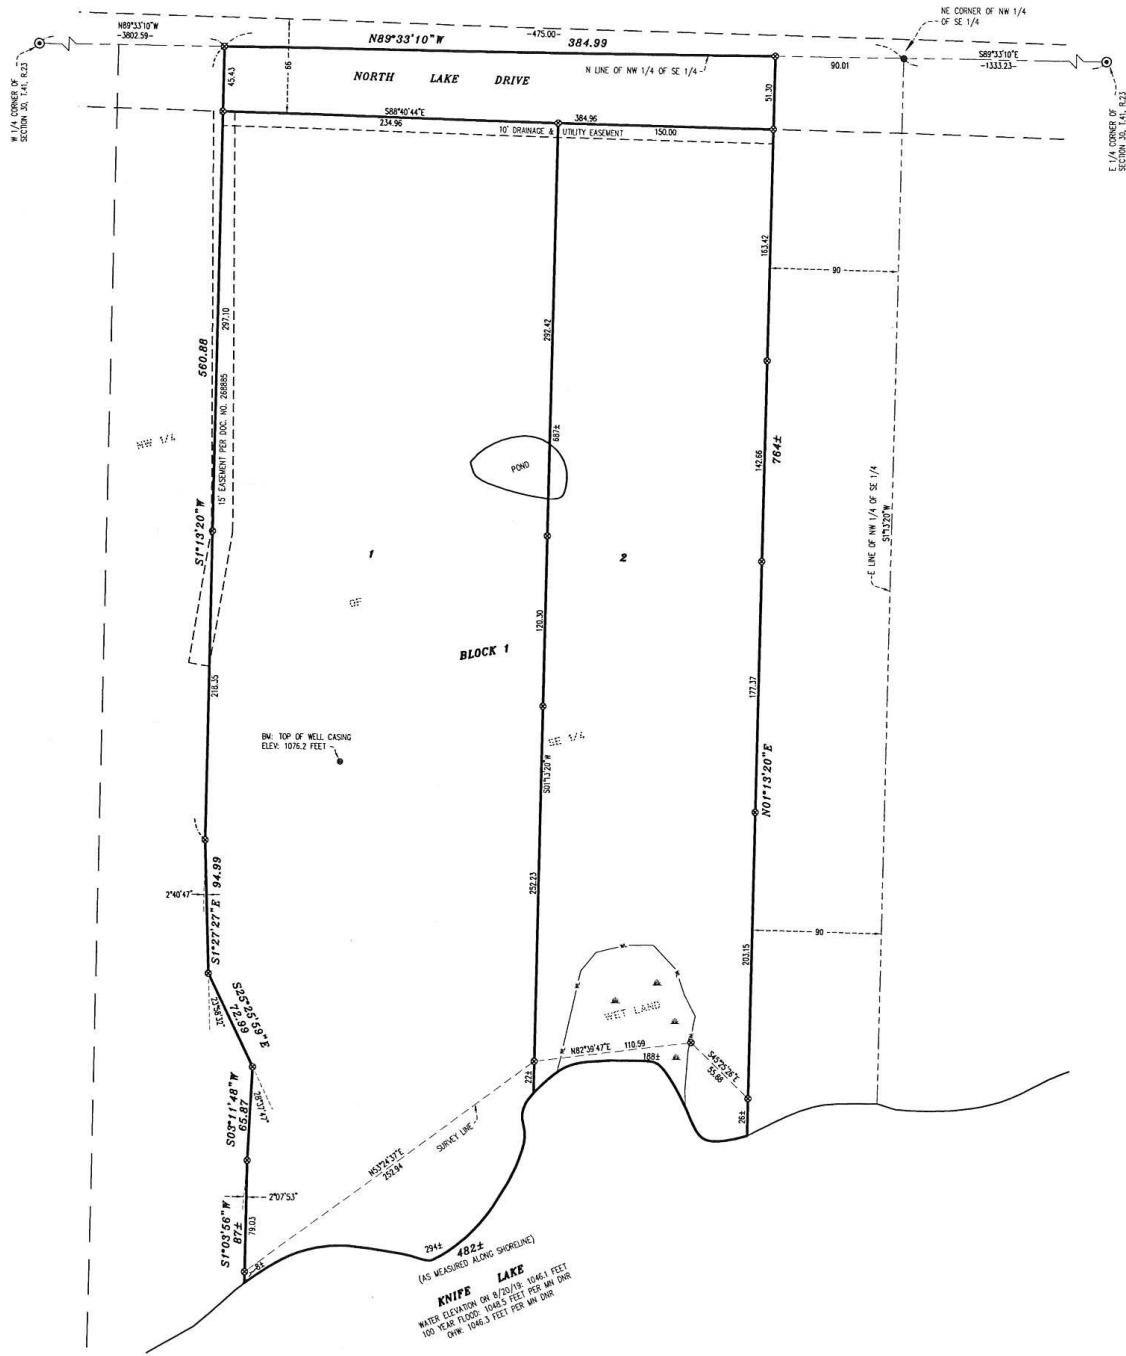 NE CORNER OF NW 1/4
OF SE 1/4
N89°33'10"W
-3802.59-
N89°33'10"W
-475.00-
384.99
S89°33'10"E
-1333.23-
W 1/4 CORNER OF
SECTION 30, T.41, R.23
E 1/4 CORNER OF
SECTION 30, T.41, R.23
90.01
N LINE OF NW 1/4 OF SE 1/4
45.43
66
NORTH LAKE DRIVE
51.30
S88°40'44"E
234.96
384.96
10' DRAINAGE & UTILITY EASEMENT
150.00
163.42
90
297.10
292.42
560.88
15' EASEMENT PER DOC. NO. 268885
NW 1/4
687±
POND
764±
142.66
E LINE OF NW 1/4 OF SE 1/4
S1°13'20"W
S1°13'20"W
1
2
OF
120.30
BLOCK 1
218.35
177.37
BM: TOP OF WELL CASING
ELEV: 1076.2 FEET
SE 1/4
S01°13'20"W
N01°13'20"E
94.99
2°40'47"
252.23
S1°27'27"E
90
203.15
S25°25'59"E
72.99
23°58'32"
WET LAND
N82°39'47"E
110.59
188±
S45°25'26"E
55.88
22±
26±
S03°11'48"W
65.87
28°37'47"
SURVEY LINE
N53°24'37"E
252.94
2°07'53"
S1°03'56"W
87±
79.03
8±
294±
482±
(AS MEASURED ALONG SHORELINE)
KNIFE LAKE
WATER ELEVATION ON 8/20/19: 1046.1 FEET
100 YEAR FLOOD: 1048.5 FEET PER MN DNR
OHW: 1046.3 FEET PER MN DNR